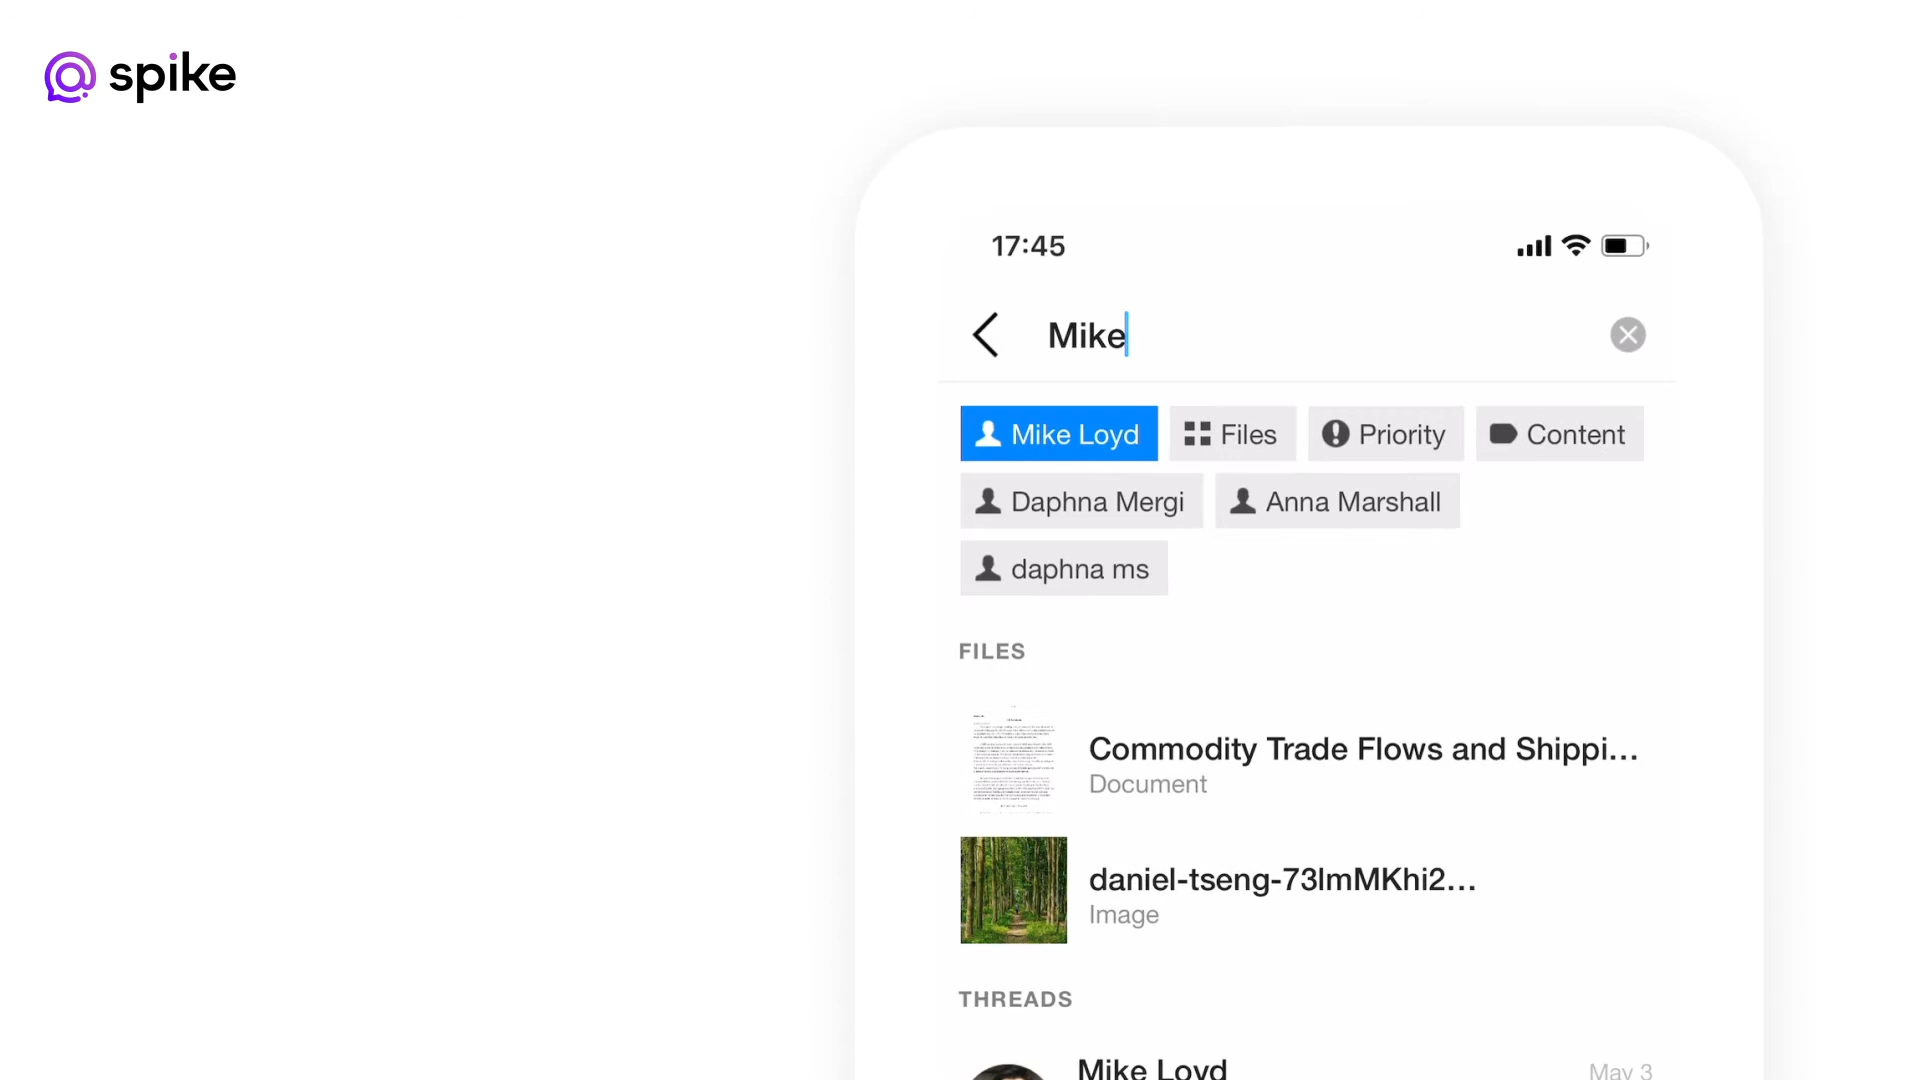 spike
17:45
Mike
Mike Loyd Files Priority Content
Daphna Mergi Anna Marshall
daphna ms
FILES
Commodity Trade Flows and Shippi...
Document
daniel-tseng-73lmMKhi2...
Image
THREADS
Mike Loyd May 3